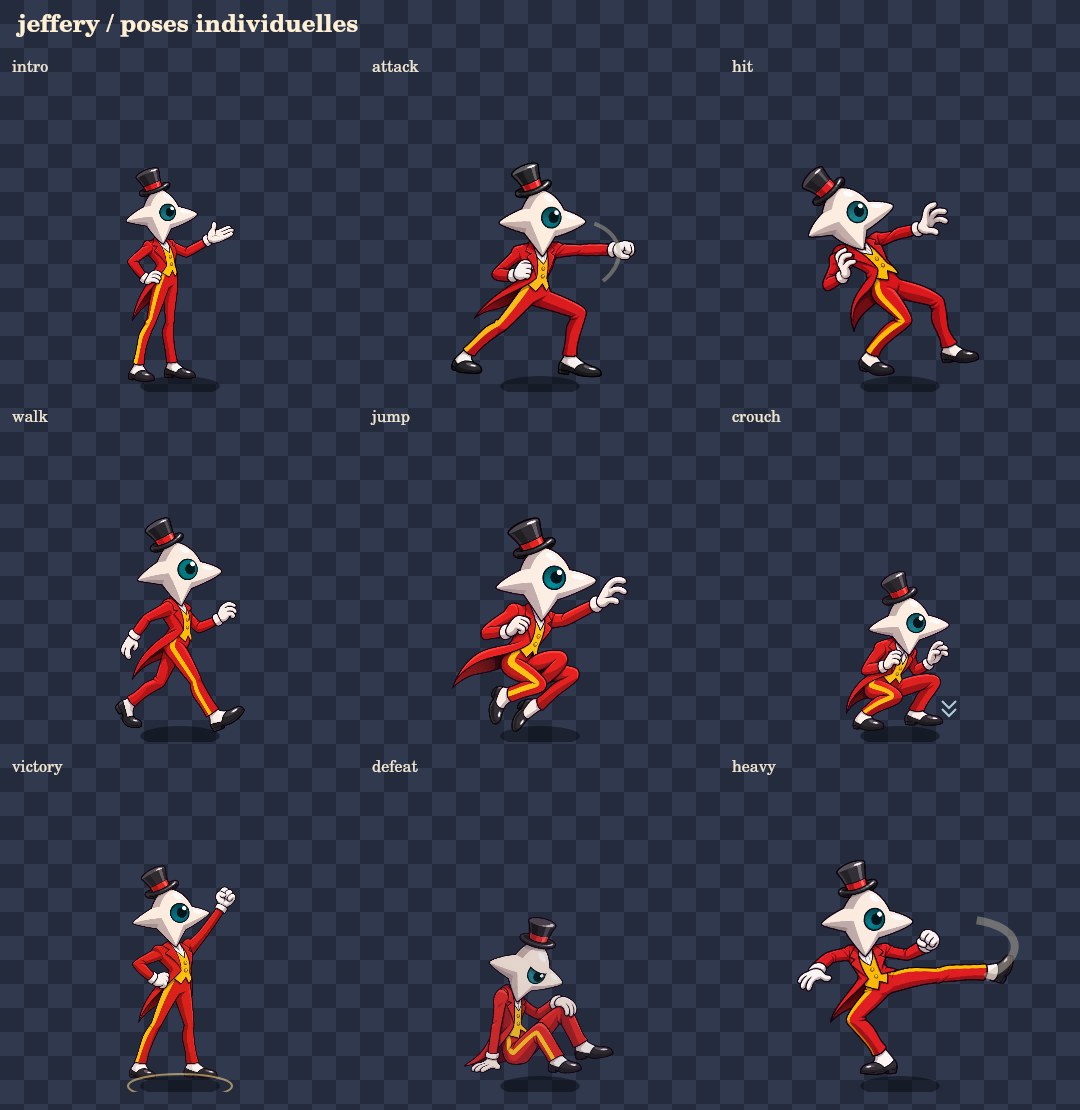 jeffery / poses individuelles
intro
attack
hit
walk
jump
crouch
victory
defeat
heavy